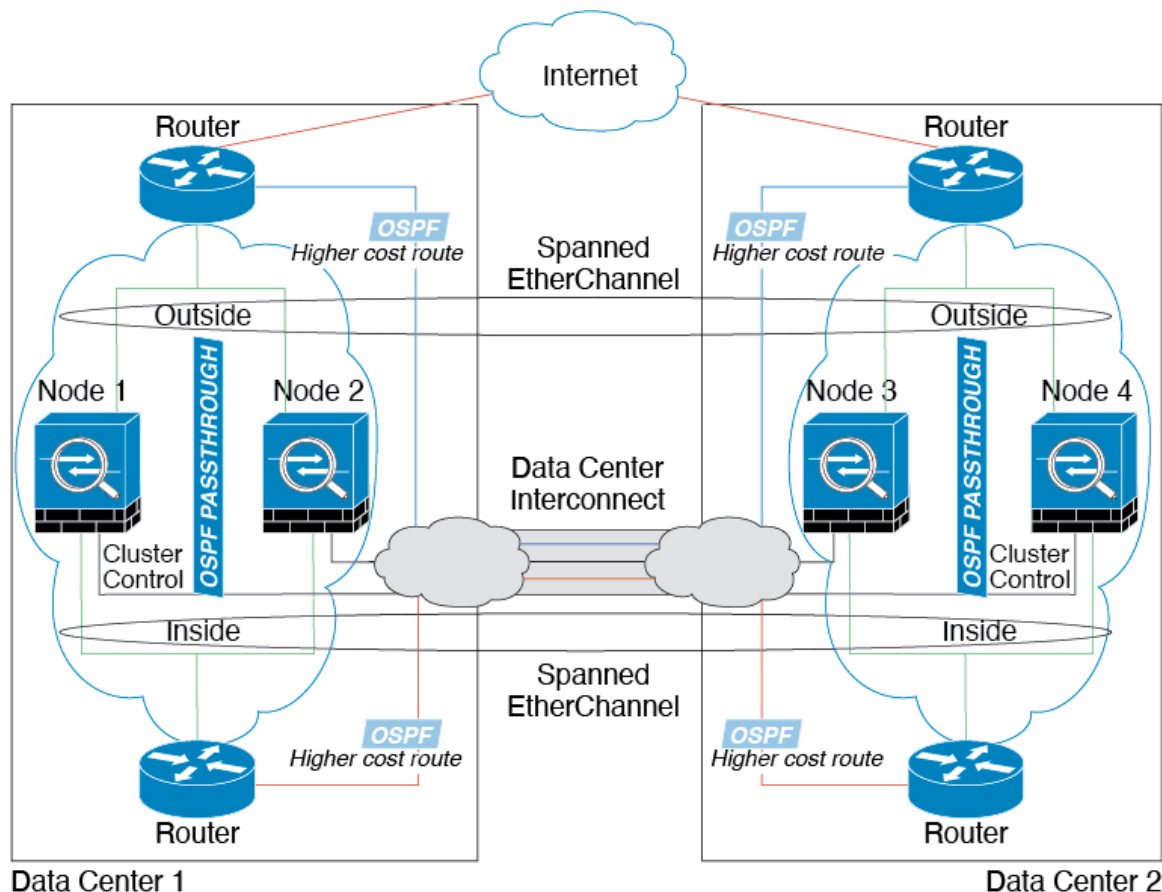 Internet
Router
Router
OSPF
Higher cost route
OSPF
Higher cost route
Spanned
EtherChannel
Outside
Outside
Node 1
Node 2
Node 3
Node 4
OSPF PASSTHROUGH
OSPF PASSTHROUGH
Data Center
Interconnect
Cluster
Control
Cluster
Control
Inside
Inside
Spanned
EtherChannel
OSPF
Higher cost route
OSPF
Higher cost route
Router
Router
Data Center 1
Data Center 2